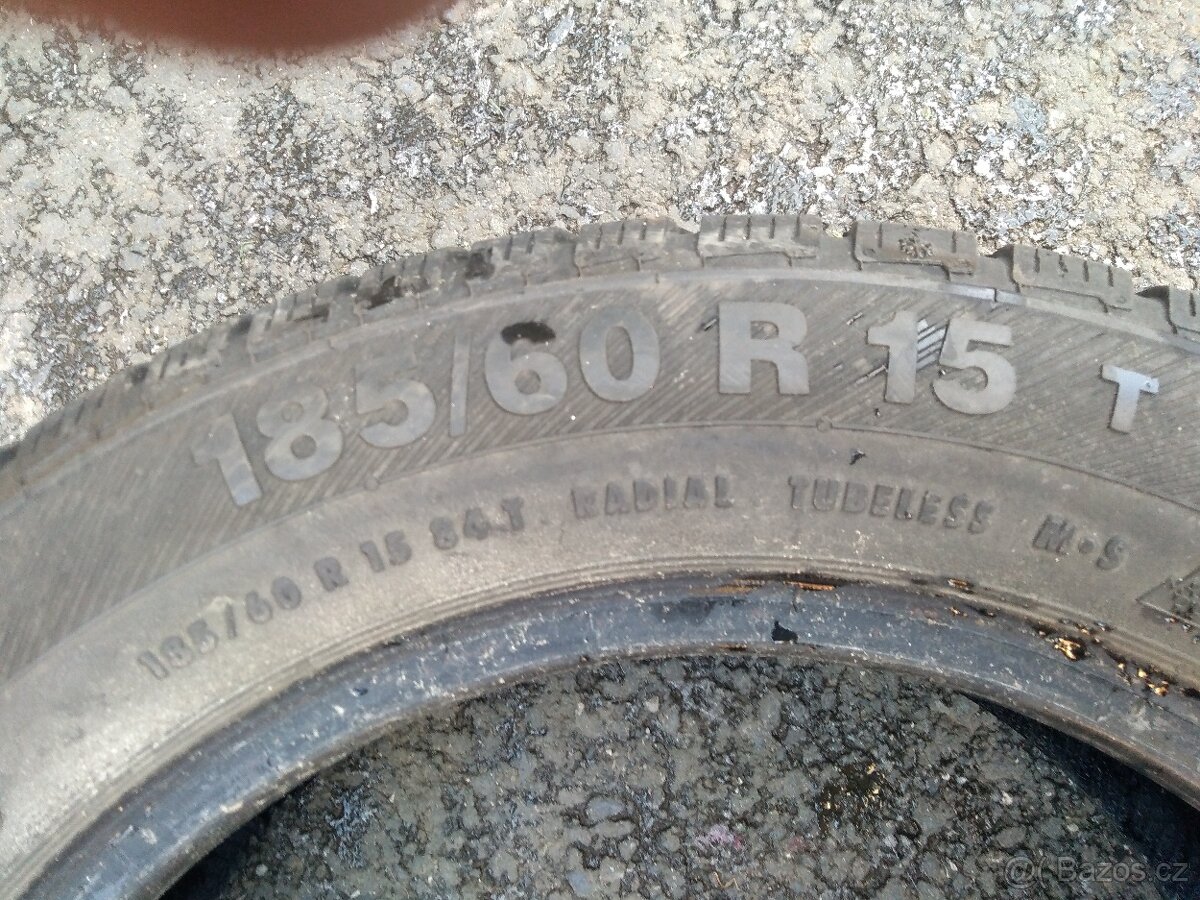 185/60 R 15 T
185/60 R 15 84 T RADIAL TUBELESS M+S
Bazos.cz